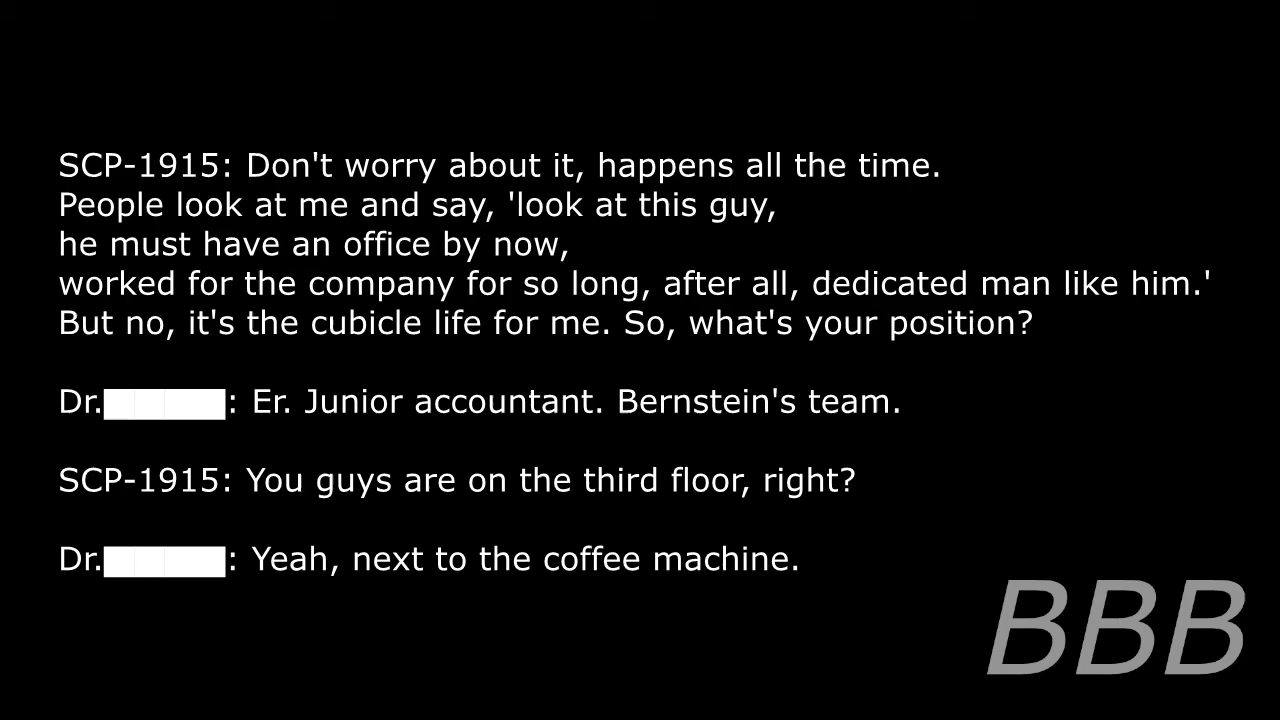 SCP-1915: Don't worry about it, happens all the time.
People look at me and say, 'look at this guy,
he must have an office by now,
worked for the company for so long, after all, dedicated man like him.'
But no, it's the cubicle life for me. So, what's your position?
Dr.████: Er. Junior accountant. Bernstein's team.
SCP-1915: You guys are on the third floor, right?
Dr.████: Yeah, next to the coffee machine.
BBB